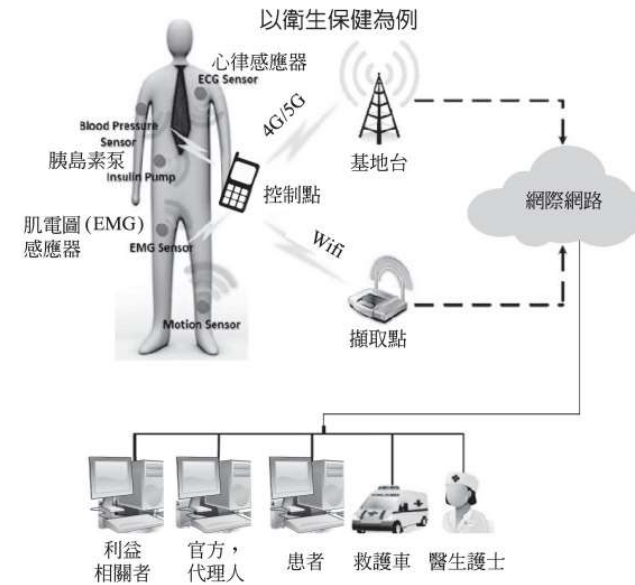 以衛生保健為例
心律感應器
ECG Sensor
Blood Pressure
Sensor
胰島素泵
Insulin Pump
肌電圖(EMG)
感應器
EMG Sensor
Motion Sensor
4G/5G
控制點
Wifi
基地台
擷取點
網際網路
利益
相關者
官方，
代理人
患者
救護車
醫生護士